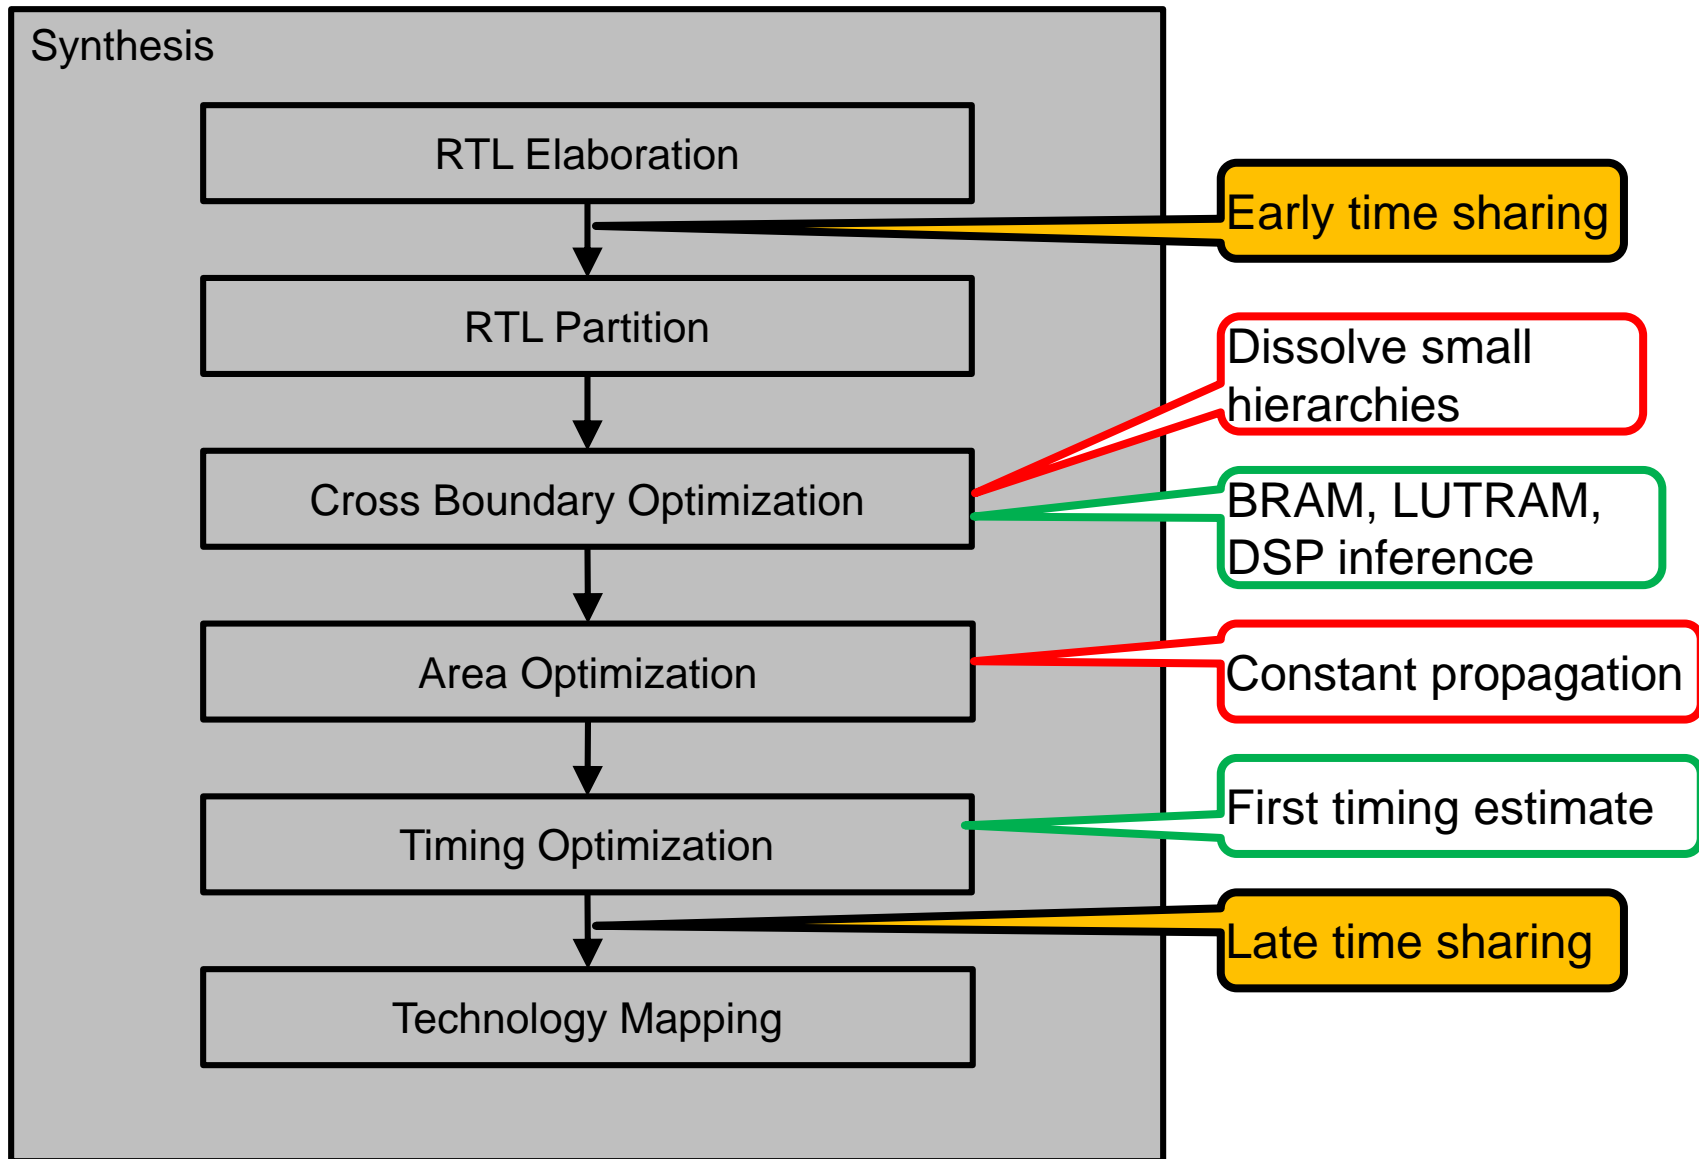 Synthesis
RTL Elaboration
Early time sharing
RTL Partition
Dissolve small
hierarchies
Cross Boundary Optimization
BRAM, LUTRAM,
DSP inference
Area Optimization
Constant propagation
Timing Optimization
First timing estimate
Late time sharing
Technology Mapping